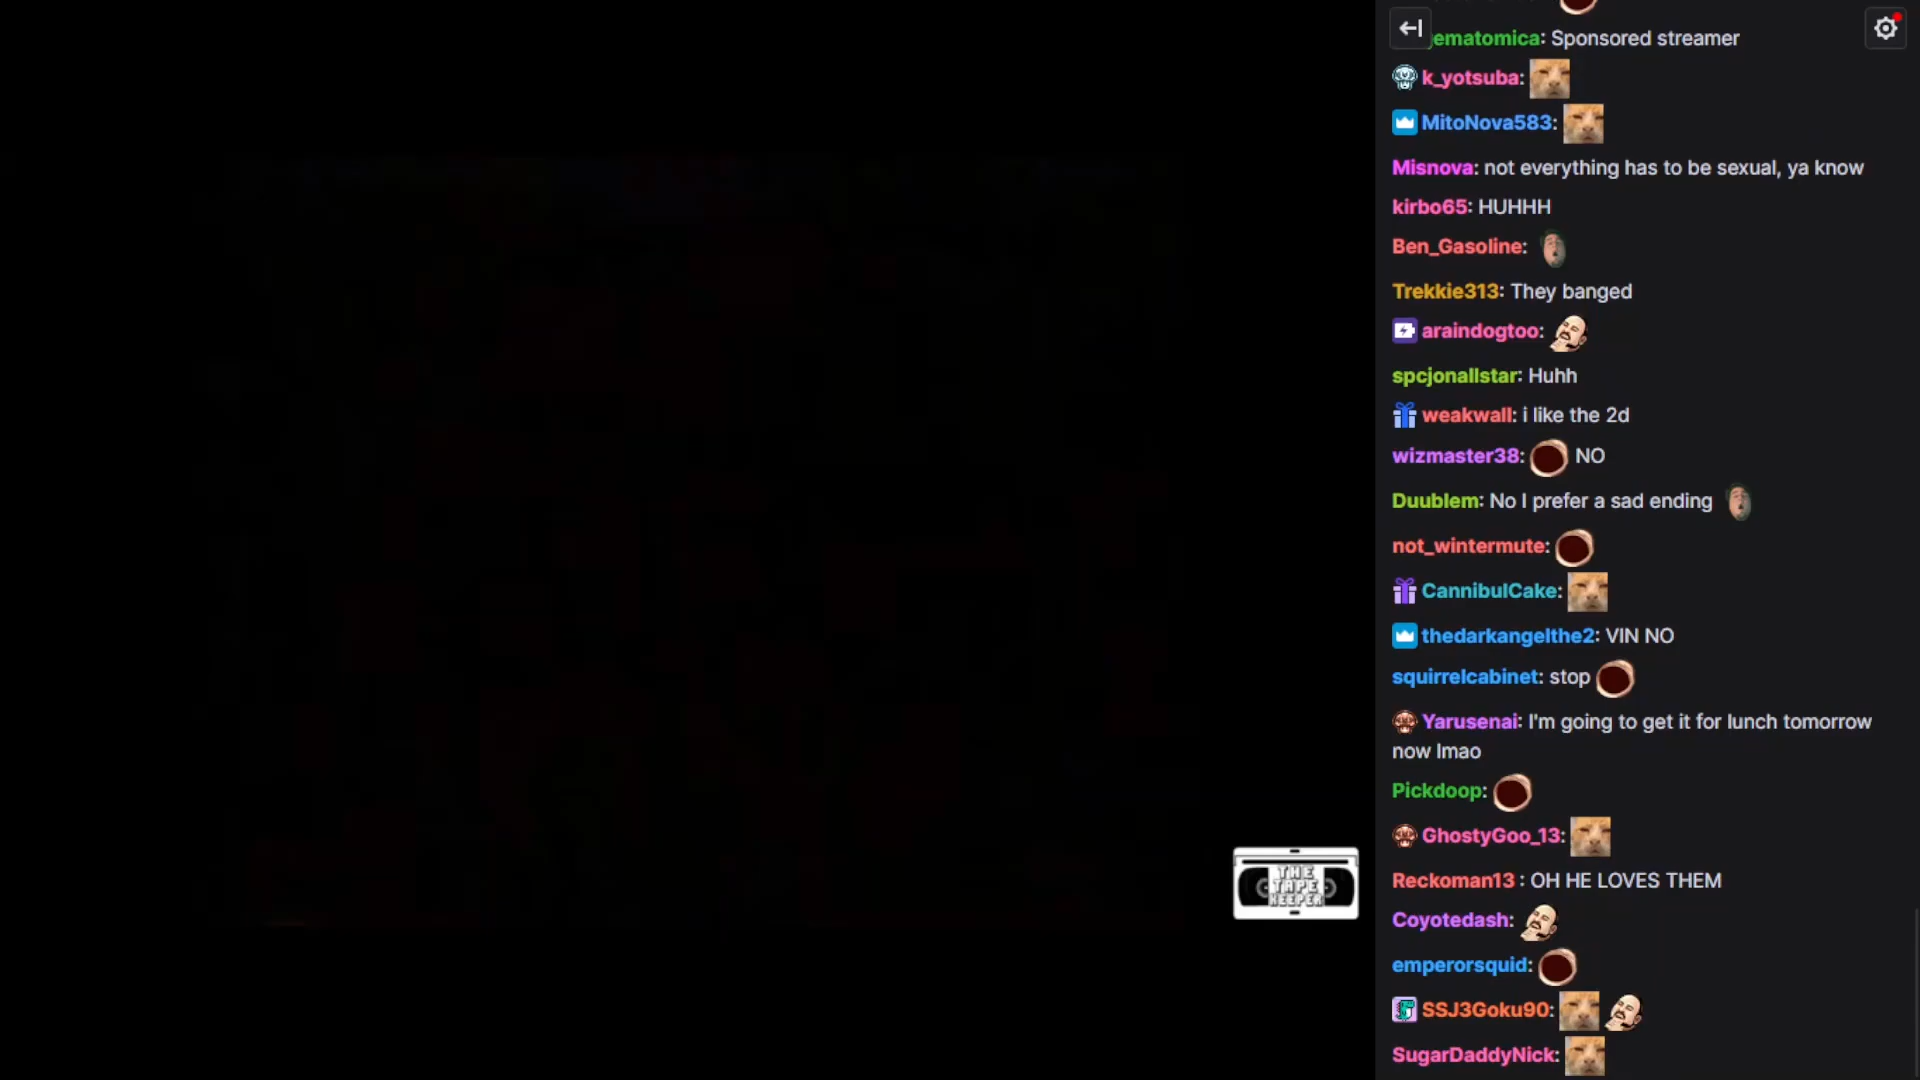 ematomica: Sponsored streamer
k_yotsuba:
MitoNova583:
Misnova: not everything has to be sexual, ya know
kirbo65: HUHHH
Ben_Gasoline:
Trekkie313: They banged
araindogtoo:
spcjonallstar: Huhh
weakwall: i like the 2d
wizmaster38: NO
Duublem: No I prefer a sad ending
not_wintermute:
CannibulCake:
thedarkangelthe2: VIN NO
squirrelcabinet: stop
Yarusenai: I'm going to get it for lunch tomorrow
now lmao
Pickdoop:
GhostyGoo_13:
THE
TAPE
KEEPER
Reckoman13 : OH HE LOVES THEM
Coyotedash:
emperorsquid:
SSJ3Goku90:
SugarDaddyNick: